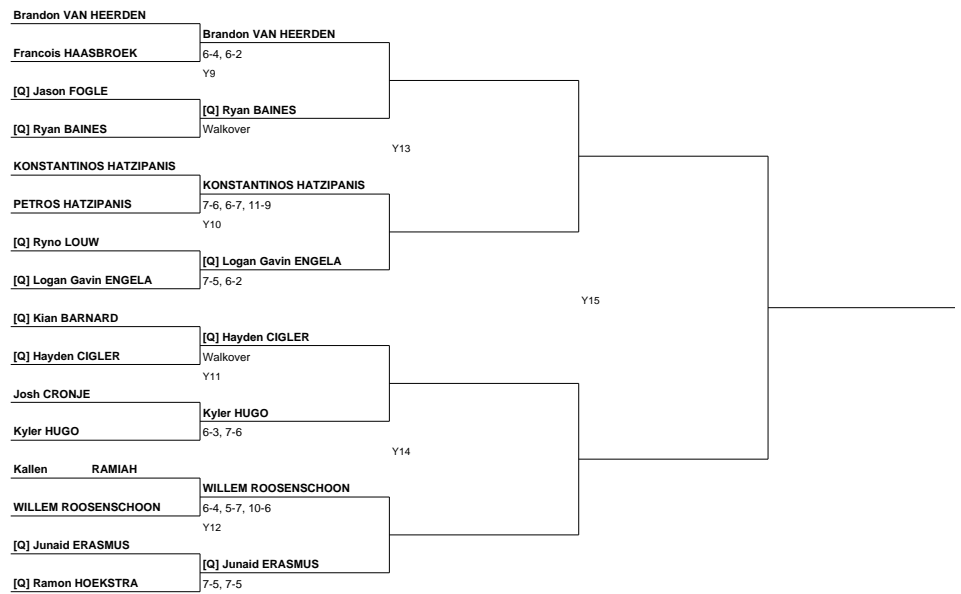 Brandon VAN HEERDEN
Brandon VAN HEERDEN
Francois HAASBROEK
6-4, 6-2
Y9
[Q] Jason FOGLE
[Q] Ryan BAINES
[Q] Ryan BAINES
Walkover
Y13
KONSTANTINOS HATZIPANIS
KONSTANTINOS HATZIPANIS
PETROS HATZIPANIS
7-6, 6-7, 11-9
Y10
[Q] Ryno LOUW
[Q] Logan Gavin ENGELA
[Q] Logan Gavin ENGELA
7-5, 6-2
Y15
[Q] Kian BARNARD
[Q] Hayden CIGLER
[Q] Hayden CIGLER
Walkover
Y11
Josh CRONJE
Kyler HUGO
Kyler HUGO
6-3, 7-6
Y14
Kallen RAMIAH
WILLEM ROOSENSCHOON
WILLEM ROOSENSCHOON
6-4, 5-7, 10-6
Y12
[Q] Junaid ERASMUS
[Q] Junaid ERASMUS
[Q] Ramon HOEKSTRA
7-5, 7-5